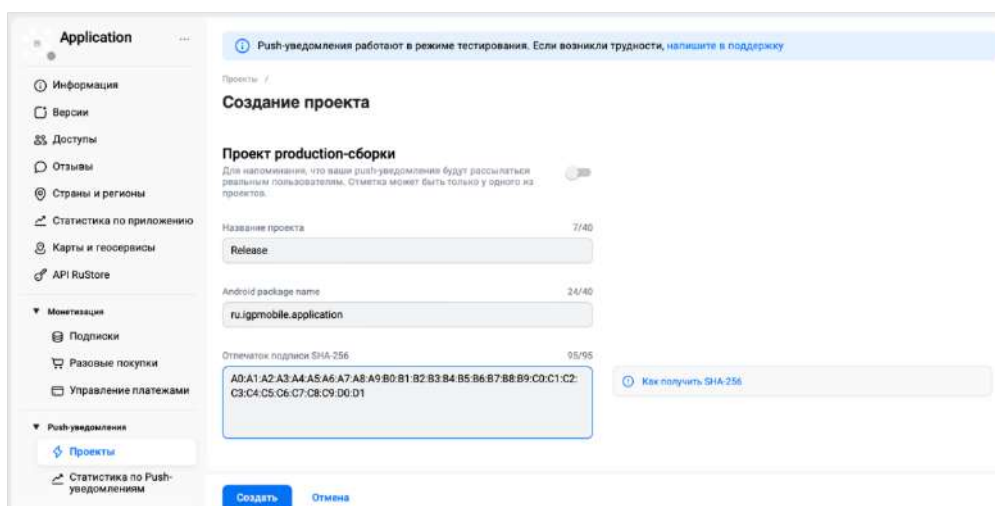 Application
...
Информация
Версии
Доступы
Отзывы
Страны и регионы
Статистика по приложению
Карты и геосервисы
API RuStore
Монетизация
Подписки
Разовые покупки
Управление платежами
Push-уведомления
Проекты
Статистика по Push-
уведомлениям
Push-уведомления работают в режиме тестирования. Если возникли трудности, напишите в поддержку
Проекты /
Создание проекта
Проект production-сборки
Для напоминания, что ваши push-уведомления будут рассылаться
реальным пользователям. Отметка может быть только у одного из
проектов.
Название проекта 7/40
Release
Android package name 24/40
ru.igpmobile.application
Отпечаток подписи SHA-256 95/95
A0:A1:A2:A3:A4:A5:A6:A7:A8:A9:B0:B1:B2:B3:B4:B5:B6:B7:B8:B9:C0:C1:C2:
C3:C4:C5:C6:C7:C8:C9:D0:D1
Как получить SHA-256
Создать Отмена